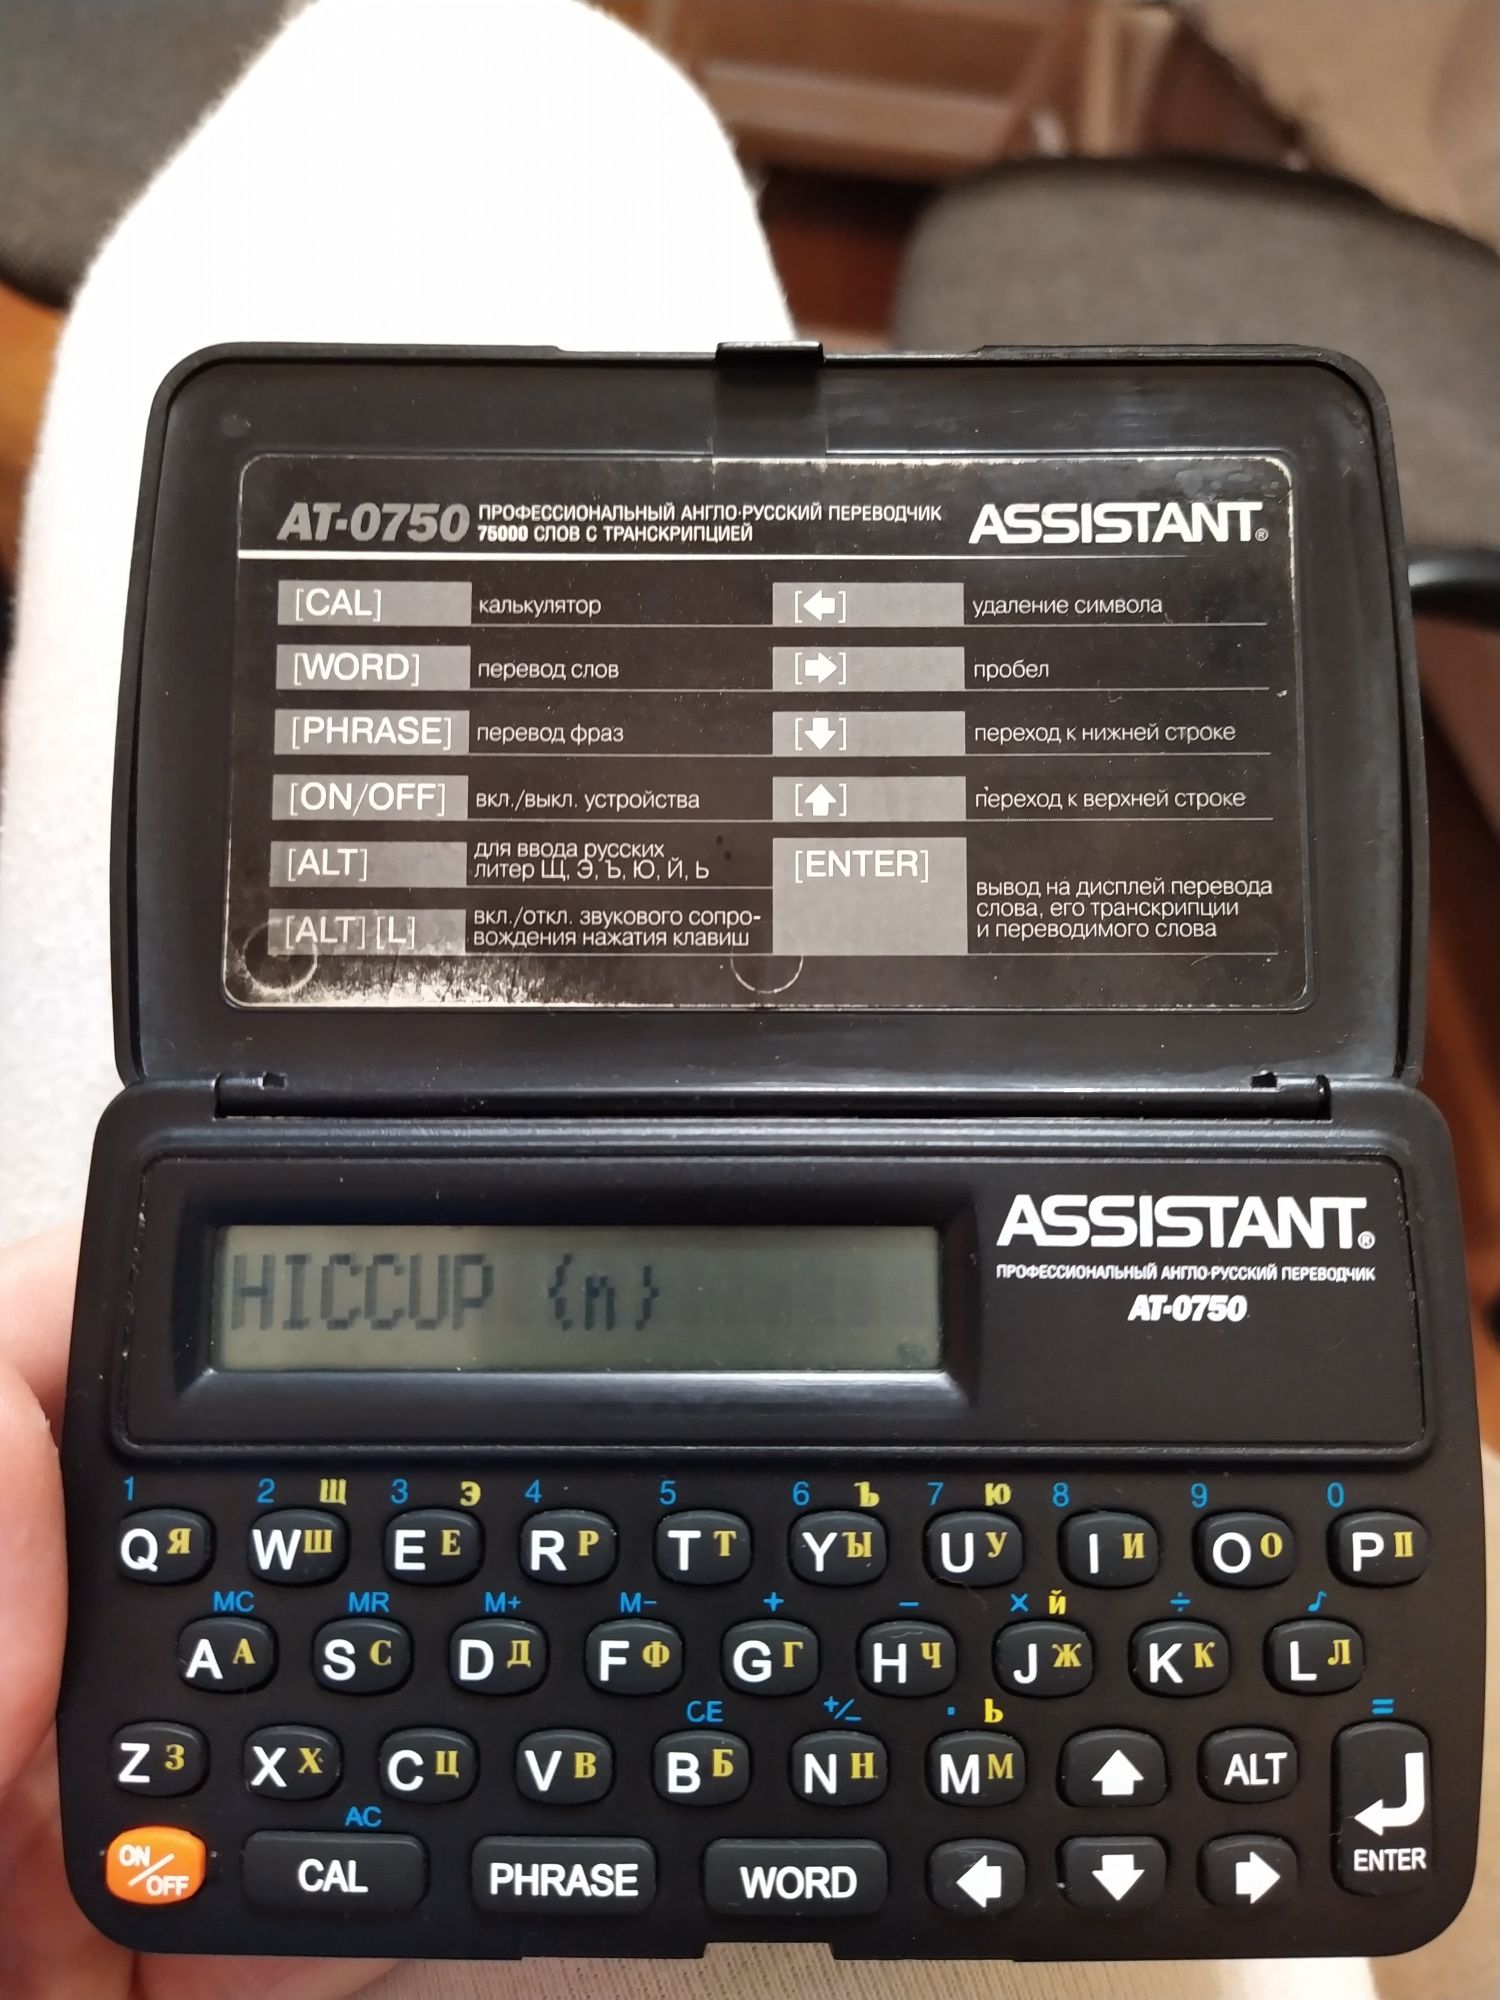 AT-0750 ПРОФЕССИОНАЛЬНЫЙ АНГЛО-РУССКИЙ ПЕРЕВОДЧИК
75000 СЛОВ С ТРАНСКРИПЦИЕЙ
ASSISTANT®
[CAL] калькулятор
[WORD] перевод слов
[PHRASE] перевод фраз
[ON/OFF] вкл./выкл. устройства
[ALT] для ввода русских
литер Щ, Э, Ъ, Ю, Й, Ь
[ALT] [L] вкл./откл. звукового сопро-
вождения нажатия клавиш
[⬅] удаление символа
[➡] пробел
[⬇] переход к нижней строке
[⬆] переход к верхней строке
[ENTER] вывод на дисплей перевода
слова, его транскрипции
и переводимого слова
HICCUP {n}
ASSISTANT®
ПРОФЕССИОНАЛЬНЫЙ АНГЛО-РУССКИЙ ПЕРЕВОДЧИК
AT-0750
1 2 Щ 3 Э 4 5 6 Ъ 7 Ю 8 9 0
Q Я W Ш E Е R Р T Т Y Ы U У I И O О P П
MC MR M+ M− + − × Й ÷ ♪
A А S С D Д F Ф G Г H Ч J Ж K К L Л
CE +/− · Ь =
Z З X Х C Ц V В B Б N Н M М ⬆ ALT ENTER
AC
ON/OFF CAL PHRASE WORD ⬅ ⬇ ➡